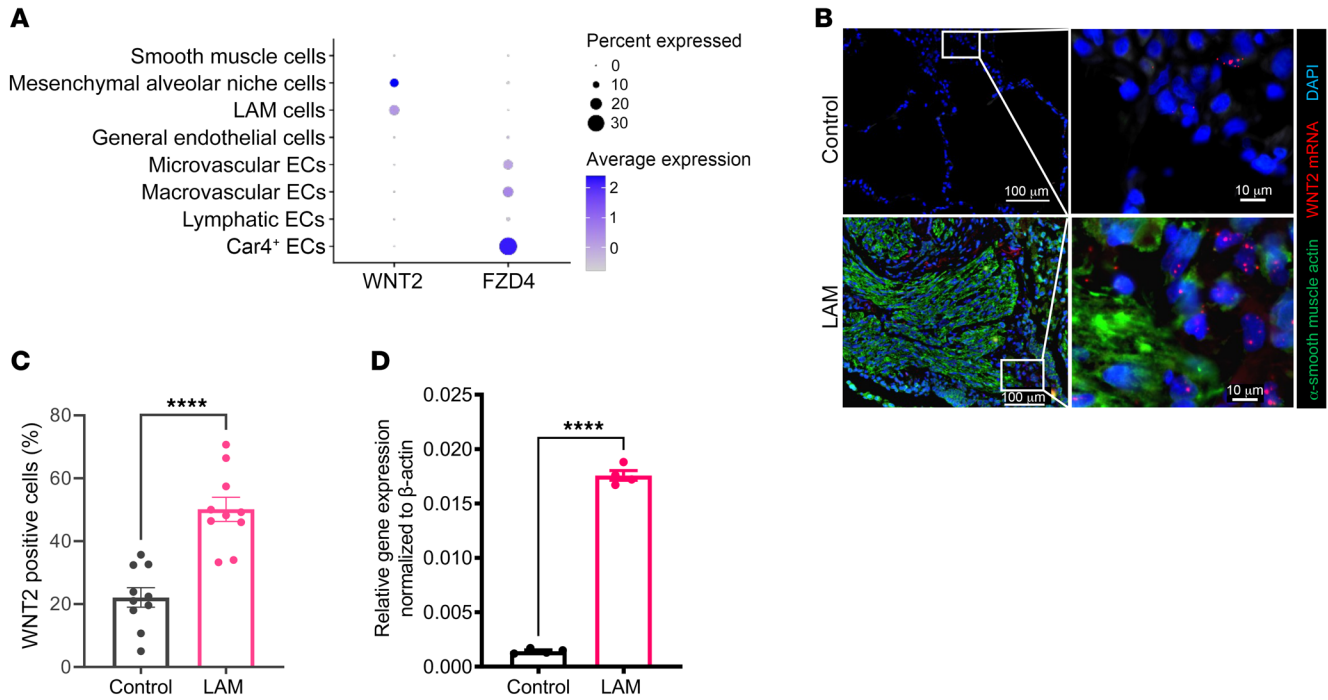 A
Smooth muscle cells
Mesenchymal alveolar niche cells
LAM cells
General endothelial cells
Microvascular ECs
Macrovascular ECs
Lymphatic ECs
Car4⁺ ECs
WNT2 FZD4
Percent expressed
0
10
20
30
Average expression
2
1
0
B
Control
100 μm
10 μm
LAM
100 μm
10 μm
α-smooth muscle actin WNT2 mRNA DAPI
C
WNT2 positive cells (%)
80
60
40
20
0
****
Control LAM
D
Relative gene expression
normalized to β-actin
0.025
0.020
0.015
0.010
0.005
0.000
****
Control LAM